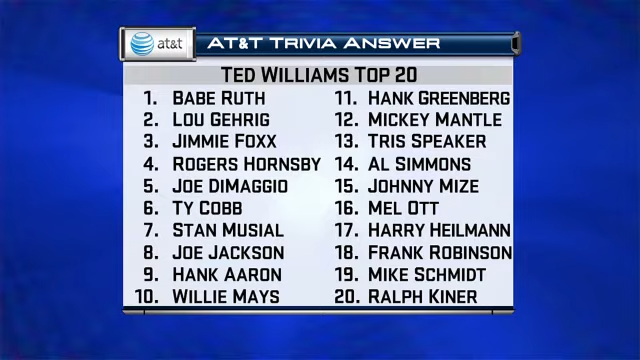 at&t AT&T TRIVIA ANSWER
TED WILLIAMS TOP 20
1. BABE RUTH
2. LOU GEHRIG
3. JIMMIE FOXX
4. ROGERS HORNSBY
5. JOE DIMAGGIO
6. TY COBB
7. STAN MUSIAL
8. JOE JACKSON
9. HANK AARON
10. WILLIE MAYS
11. HANK GREENBERG
12. MICKEY MANTLE
13. TRIS SPEAKER
14. AL SIMMONS
15. JOHNNY MIZE
16. MEL OTT
17. HARRY HEILMANN
18. FRANK ROBINSON
19. MIKE SCHMIDT
20. RALPH KINER